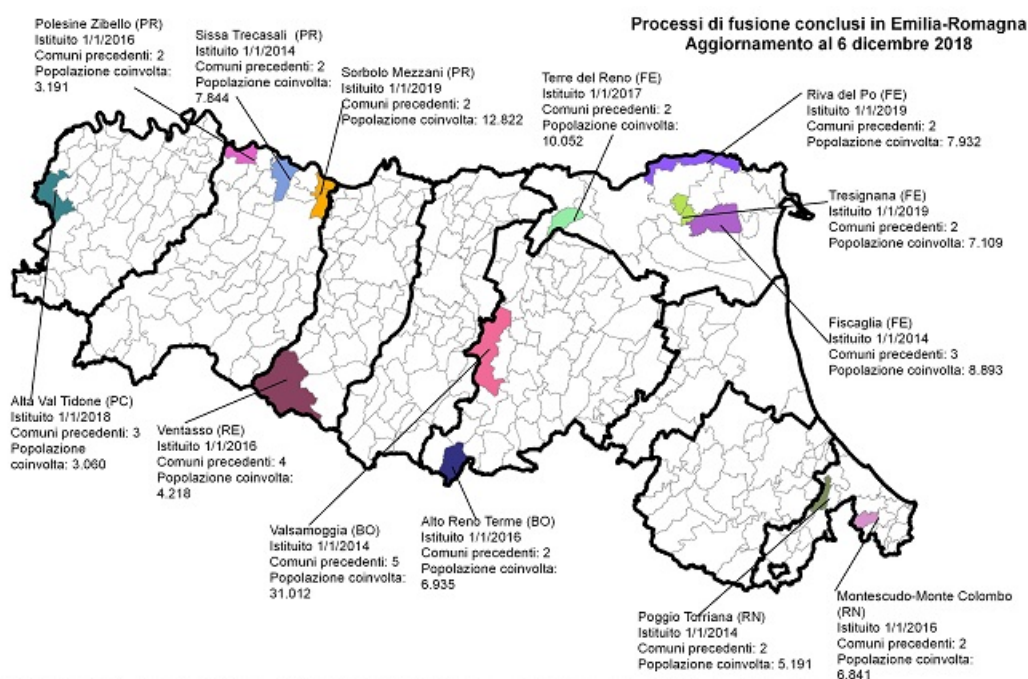 Processi di fusione conclusi in Emilia-Romagna
Aggiornamento al 6 dicembre 2018
Polesine Zibello (PR)
Istituito 1/1/2016
Comuni precedenti: 2
Popolazione coinvolta:
3.191
Sissa Trecasali (PR)
Istituito 1/1/2014
Comuni precedenti: 2
Popolazione coinvolta:
7.844
Sorbolo Mezzani (PR)
Istituito 1/1/2019
Comuni precedenti: 2
Popolazione coinvolta: 12.822
Terre del Reno (FE)
Istituito 1/1/2017
Comuni precedenti: 2
Popolazione coinvolta:
10.052
Riva del Po (FE)
Istituito 1/1/2019
Comuni precedenti: 2
Popolazione coinvolta: 7.932
Tresignana (FE)
Istituito 1/1/2019
Comuni precedenti: 2
Popolazione coinvolta: 7.109
Fiscaglia (FE)
Istituito 1/1/2014
Comuni precedenti: 3
Popolazione coinvolta: 8.893
Alta Val Tidone (PC)
Istituito 1/1/2018
Comuni precedenti: 3
Popolazione
coinvolta: 3.060
Ventasso (RE)
Istituito 1/1/2016
Comuni precedenti: 4
Popolazione coinvolta:
4.218
Valsamoggia (BO)
Istituito 1/1/2014
Comuni precedenti: 5
Popolazione coinvolta:
31.012
Alto Reno Terme (BO)
Istituito 1/1/2016
Comuni precedenti: 2
Popolazione coinvolta:
6.935
Poggio Torriana (RN)
Istituito 1/1/2014
Comuni precedenti: 2
Popolazione coinvolta: 5.191
Montescudo-Monte Colombo
(RN)
Istituito 1/1/2016
Comuni precedenti: 2
Popolazione coinvolta:
6.841